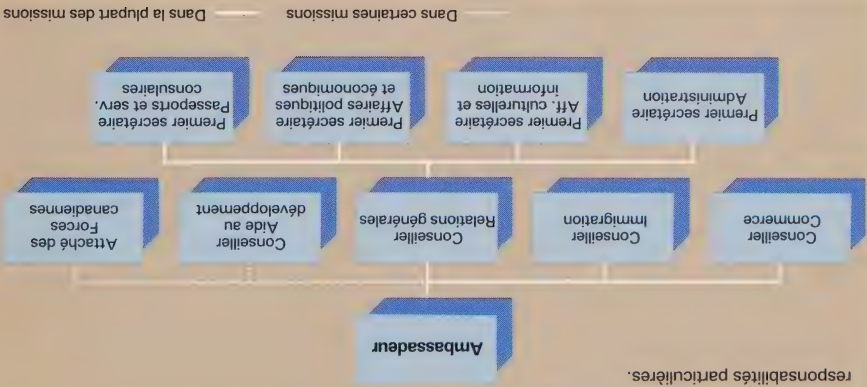 responsabilités particulières.
Ambassadeur
Conseiller
Commerce
Conseiller
Immigration
Conseiller
Relations générales
Conseiller
Aide au
développement
Attaché des
Forces
canadiennes
Premier secrétaire
Administration
Premier secrétaire
Aff. culturelles et
information
Premier secrétaire
Affaires politiques
et économiques
Premier secrétaire
Passeports et serv.
consulaires
Dans certaines missions
Dans la plupart des missions